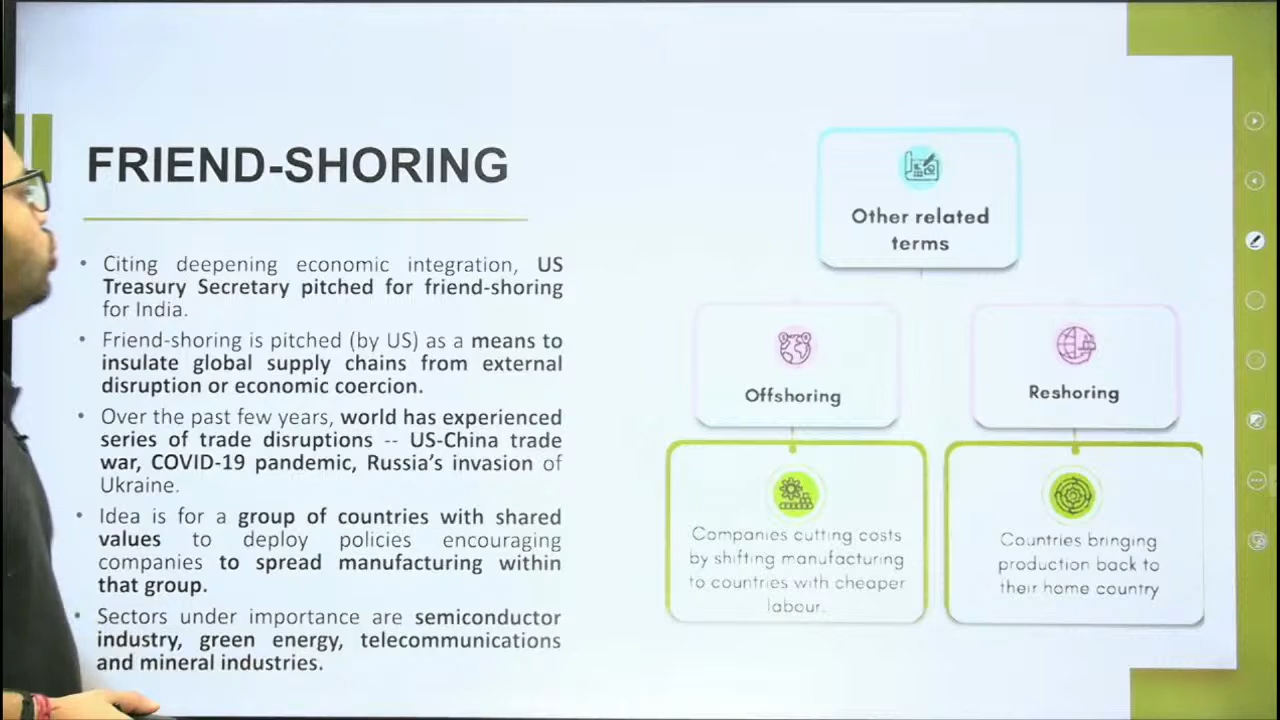 FRIEND-SHORING
• Citing deepening economic integration, US
Treasury Secretary pitched for friend-shoring
for India.
• Friend-shoring is pitched (by US) as a means to
insulate global supply chains from external
disruption or economic coercion.
• Over the past few years, world has experienced
series of trade disruptions -- US-China trade
war, COVID-19 pandemic, Russia's invasion of
Ukraine.
• Idea is for a group of countries with shared
values to deploy policies encouraging
companies to spread manufacturing within
that group.
• Sectors under importance are semiconductor
industry, green energy, telecommunications
and mineral industries.
Other related
terms
Offshoring
Companies cutting costs
by shifting manufacturing
to countries with cheaper
labour.
Reshoring
Countries bringing
production back to
their home country